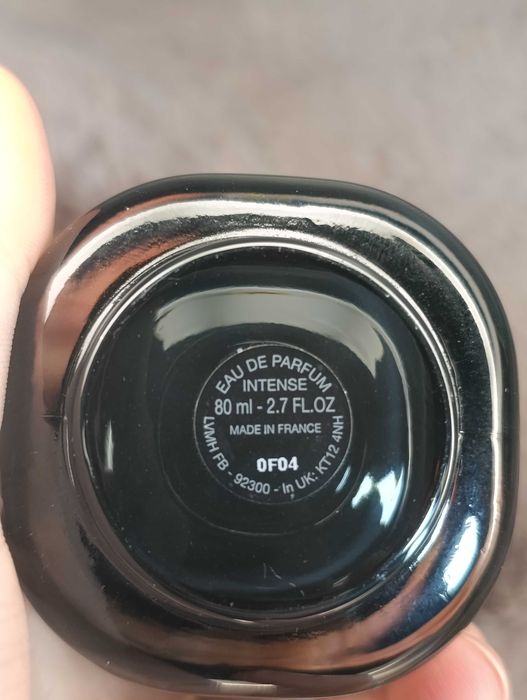 EAU DE PARFUM
INTENSE
80 ml - 2.7 FL.OZ
MADE IN FRANCE
0F04
LVMH FB - 92300 - In UK: KT12 4NH